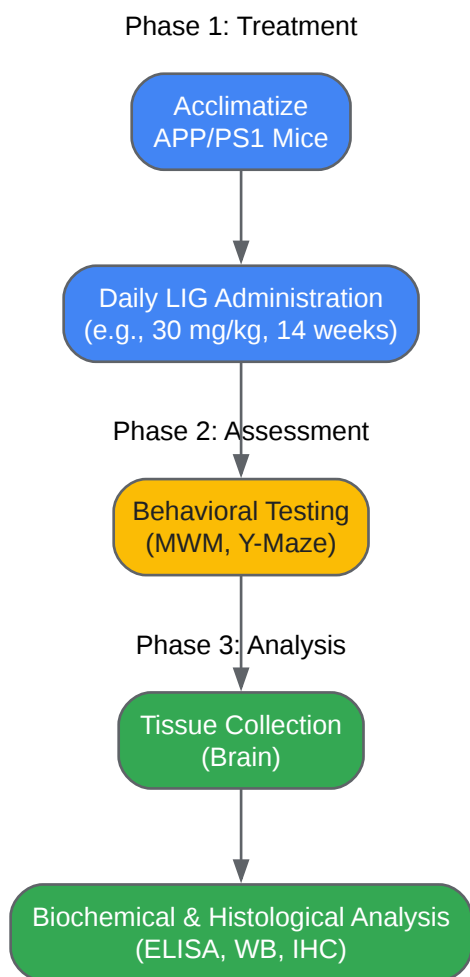 Phase 1: Treatment
Acclimatize
APP/PS1 Mice
Daily LIG Administration
(e.g., 30 mg/kg, 14 weeks)
Phase 2: Assessment
Behavioral Testing
(MWM, Y-Maze)
Phase 3: Analysis
Tissue Collection
(Brain)
Biochemical & Histological Analysis
(ELISA, WB, IHC)